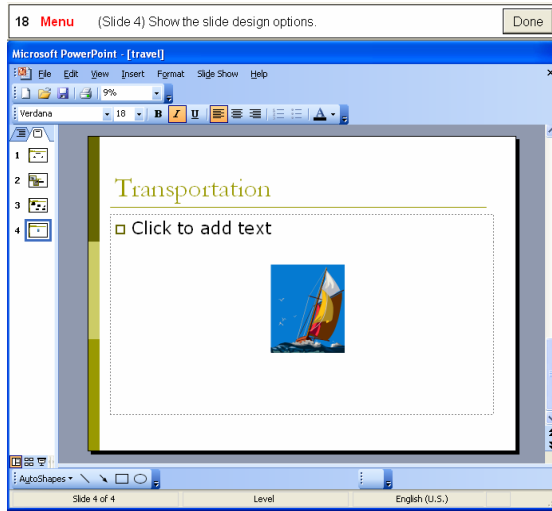 18 Menu (Slide 4) Show the slide design options. Done
Microsoft PowerPoint - [travel]
File Edit View Insert Format Slide Show Help
9%
Verdana 18 B I U A
1
2
3
4
Transportation
Click to add text
AutoShapes
Slide 4 of 4 Level English (U.S.)